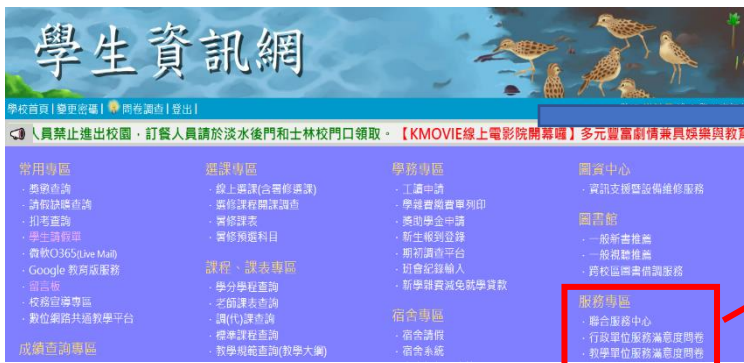 學生資訊網
學校首頁 | 變更密碼 | 問卷調查 | 登出 |
人員禁止進出校園，訂餐人員請於淡水後門和士林校門口領取。【KMOVIE線上電影院開幕囉】多元豐富劇情兼具娛樂與教育
常用專區
· 獎懲查詢
· 請假缺曠查詢
· 扣考查詢
· 學生請假單
· 微軟O365(Live Mail)
· Google 教育版服務
· 留言板
· 校務宣導專區
· 數位網路共通教學平台
成績查詢專區
選課專區
· 線上選課(含暑修選課)
· 選修課程開課調查
· 暑修課表
· 暑修預選科目
課程、課表專區
· 學分學程查詢
· 老師課表查詢
· 調(代)課查詢
· 標準課程查詢
· 教學規範查詢(教學大綱)
學務專區
· 工讀申請
· 學雜費繳費單列印
· 獎助學金申請
· 新生報到登錄
· 期初調查平台
· 班會紀錄輸入
· 新學雜費減免就學貸款
宿舍專區
· 宿舍請假
· 宿舍系統
圖資中心
· 資訊支援暨設備維修服務
圖書館
· 一般新書推薦
· 一般視聽推薦
· 跨校區圖書借調服務
服務專區
· 聯合服務中心
· 行政單位服務滿意度問卷
· 教學單位服務滿意度問卷